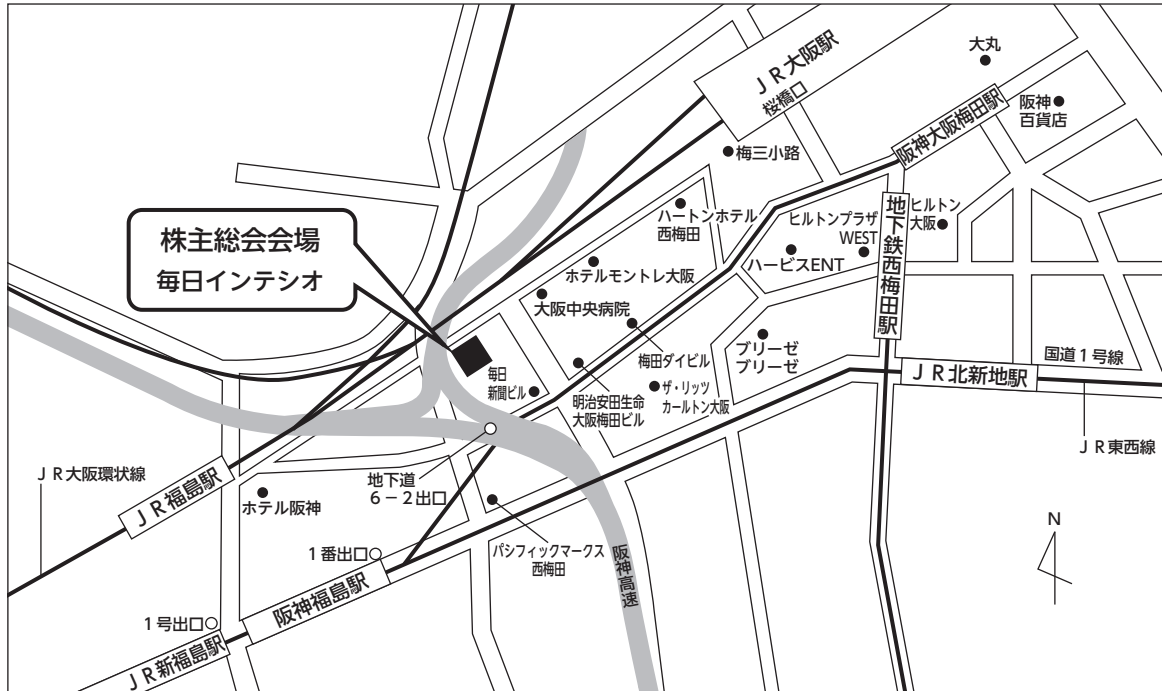 大丸
JR大阪駅
桜橋口
阪神
百貨店
阪神大阪梅田駅
梅三小路
ハートンホテル
西梅田
ヒルトンプラザ
WEST
ヒルトン
大阪
地下鉄西梅田駅
株主総会会場
毎日インテシオ
ハービスENT
ホテルモントレ大阪
大阪中央病院
梅田ダイビル
ブリーゼ
ブリーゼ
国道1号線
JR北新地駅
毎日
新聞ビル
明治安田生命
大阪梅田ビル
ザ・リッツ
カールトン大阪
JR東西線
JR大阪環状線
JR福島駅
地下道
6-2出口
ホテル阪神
パシフィックマークス
西梅田
阪神高速
N
1番出口
阪神福島駅
1号出口
JR新福島駅